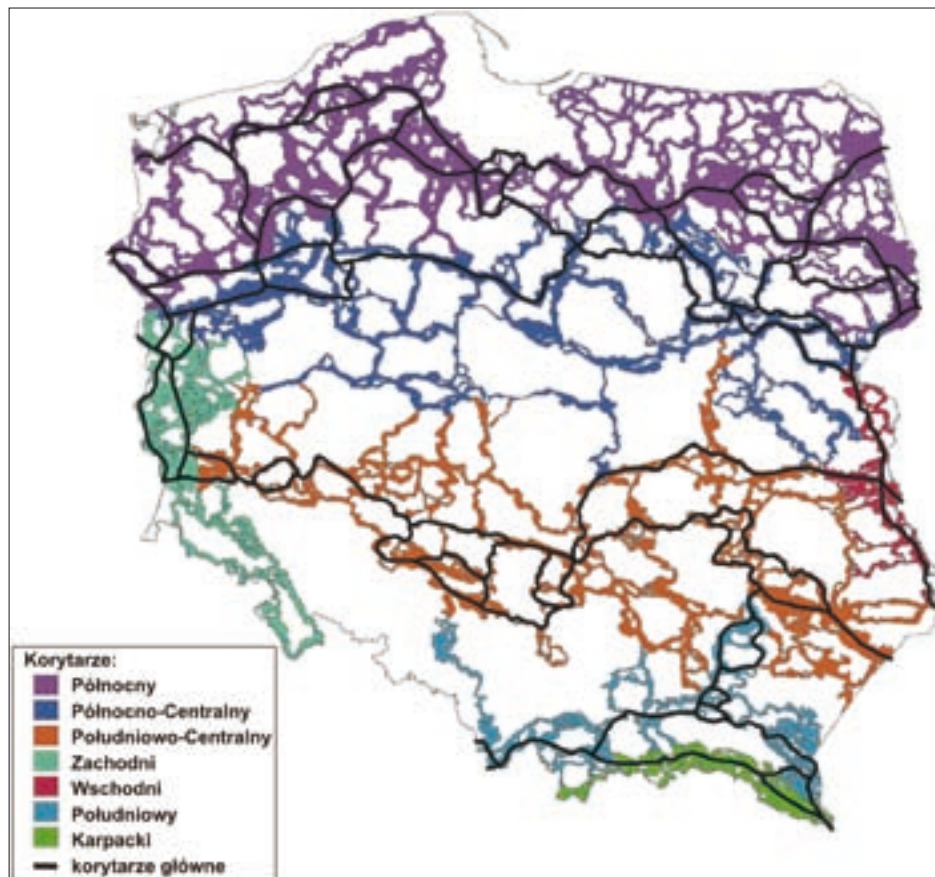 Korytarze:
Północny
Północno-Centralny
Południowo-Centralny
Zachodni
Wschodni
Południowy
Karpacki
korytarze główne